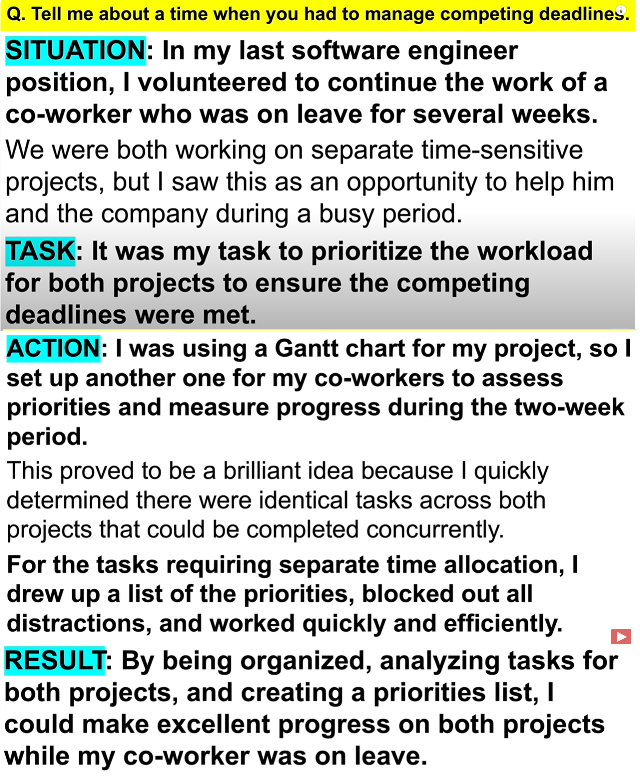 Q. Tell me about a time when you had to manage competing deadlines.
SITUATION: In my last software engineer
position, I volunteered to continue the work of a
co-worker who was on leave for several weeks.
We were both working on separate time-sensitive
projects, but I saw this as an opportunity to help him
and the company during a busy period.
TASK: It was my task to prioritize the workload
for both projects to ensure the competing
deadlines were met.
ACTION: I was using a Gantt chart for my project, so I
set up another one for my co-workers to assess
priorities and measure progress during the two-week
period.
This proved to be a brilliant idea because I quickly
determined there were identical tasks across both
projects that could be completed concurrently.
For the tasks requiring separate time allocation, I
drew up a list of the priorities, blocked out all
distractions, and worked quickly and efficiently.
RESULT: By being organized, analyzing tasks for
both projects, and creating a priorities list, I
could make excellent progress on both projects
while my co-worker was on leave.